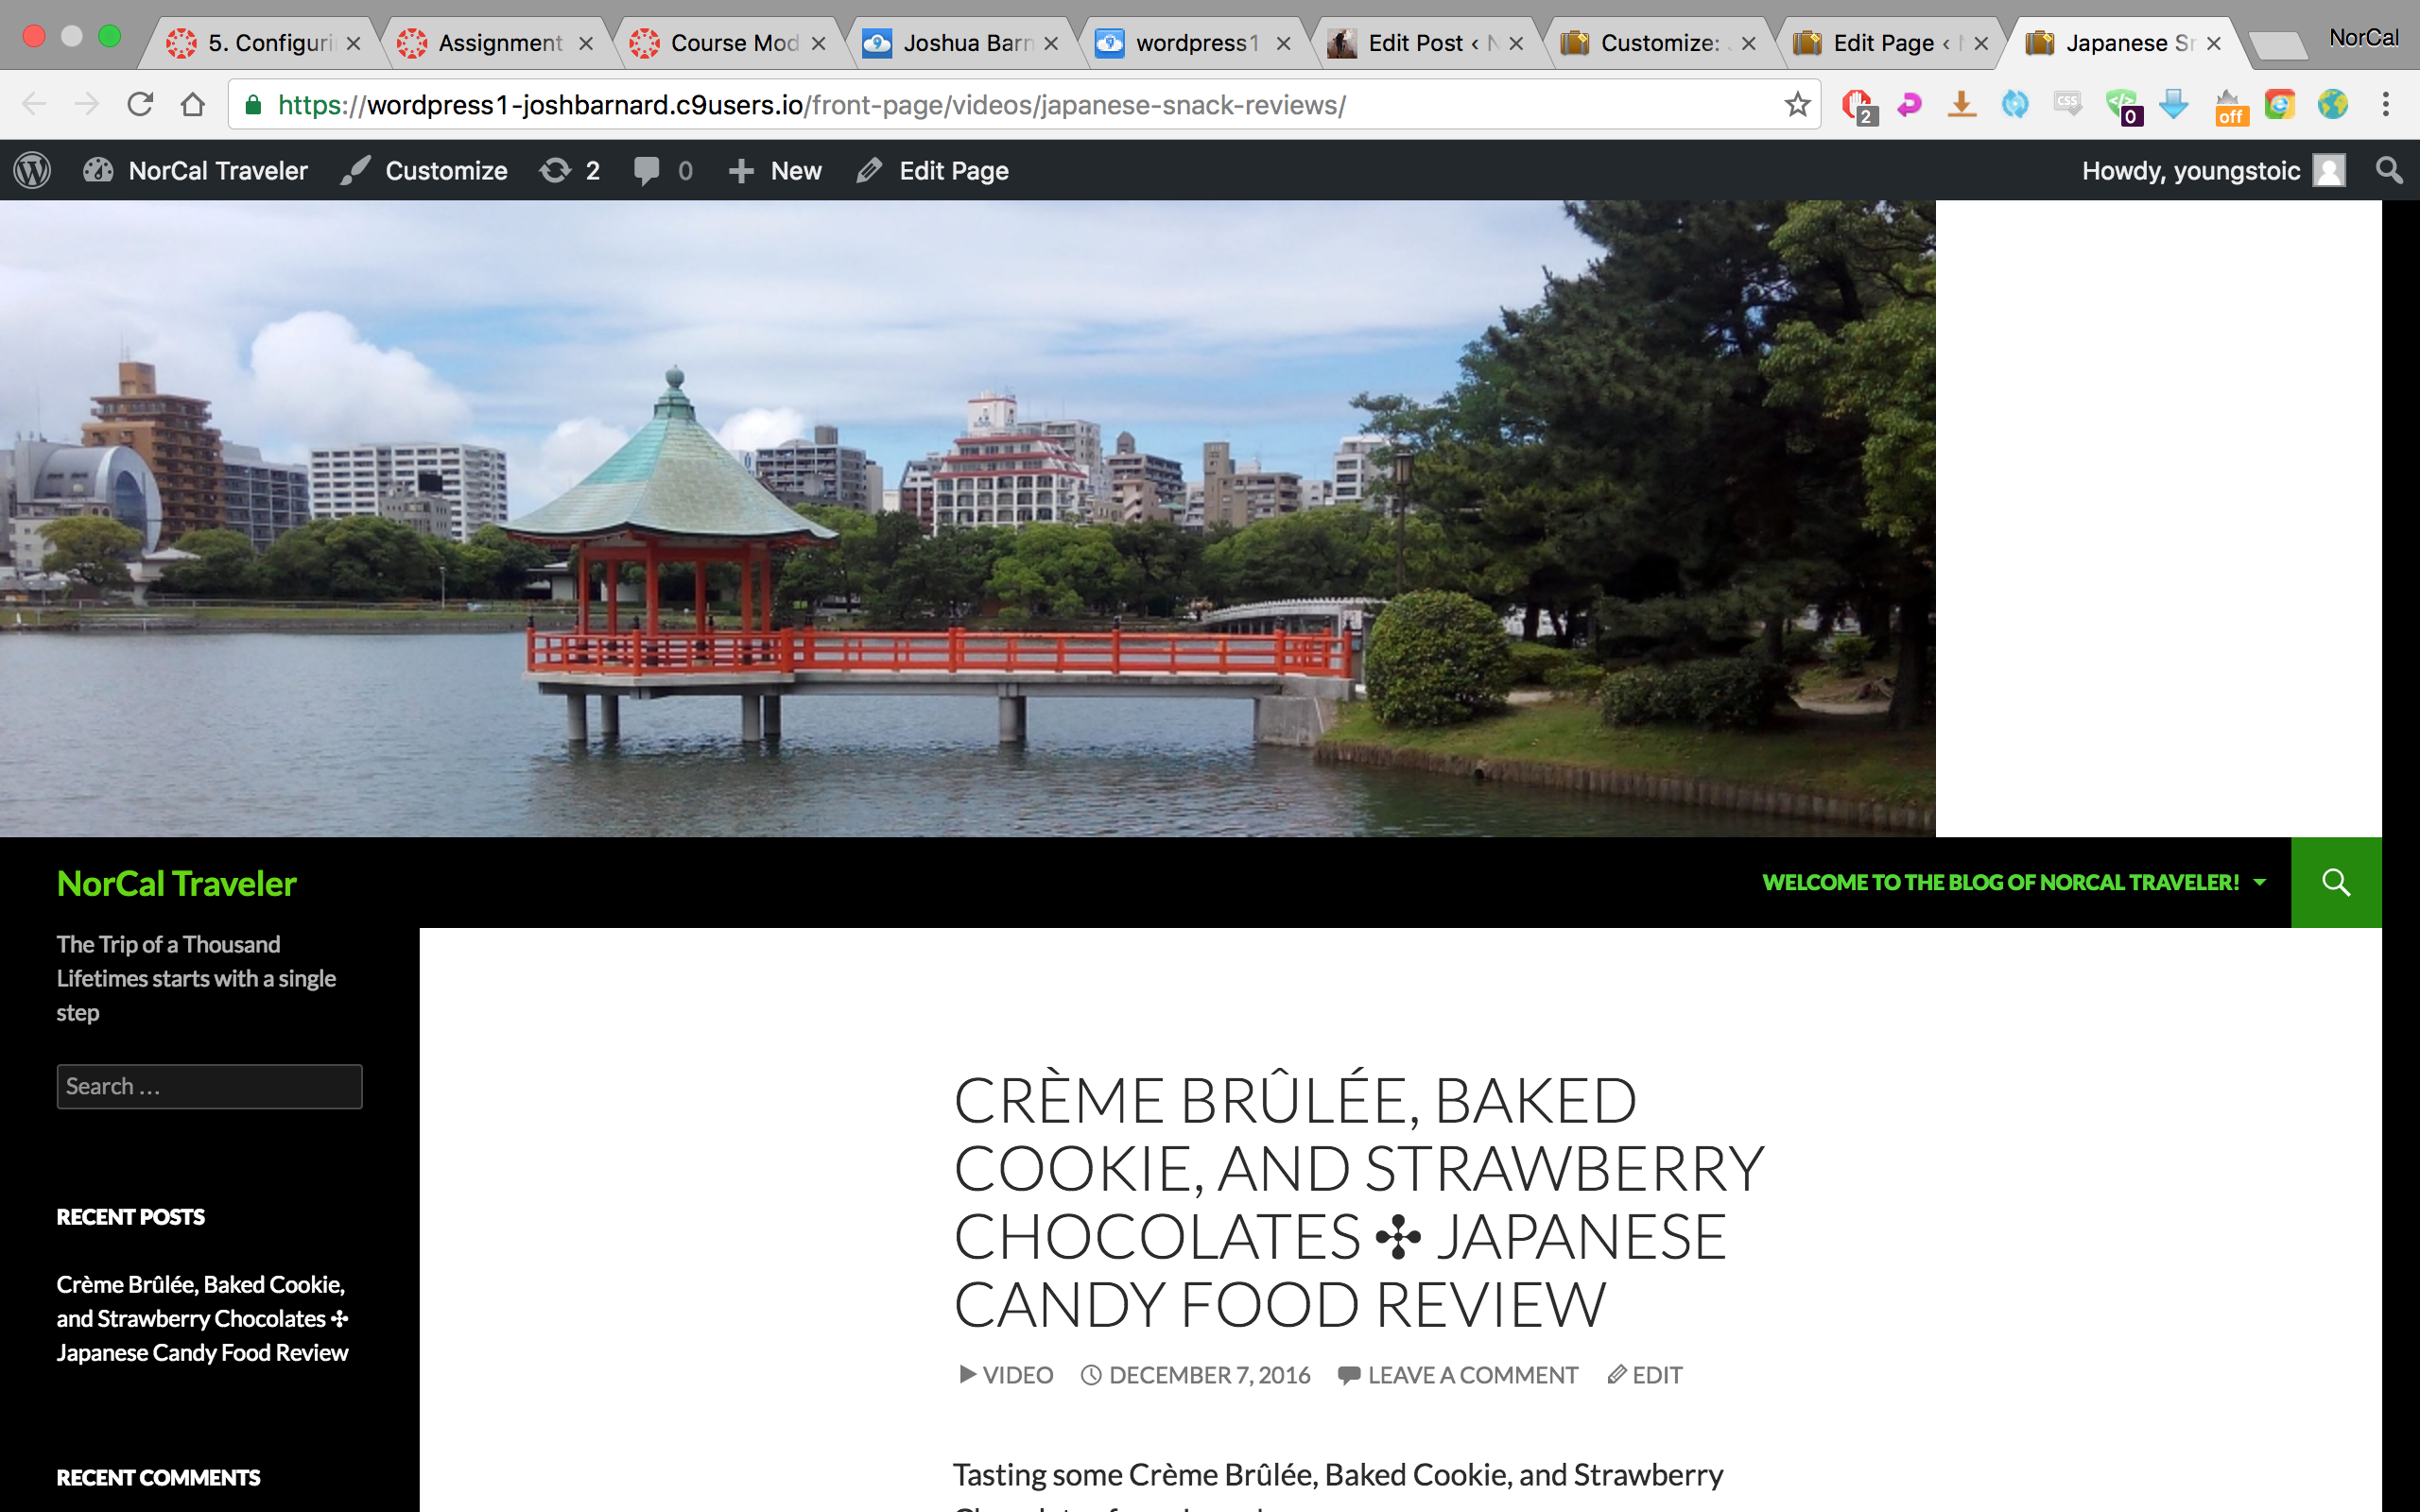 5. Configuri
Assignment
Course Mod
Joshua Barn
wordpress1
Edit Post ‹ N
Customize:
Edit Page ‹
Japanese Sn
NorCal
https://wordpress1-joshbarnard.c9users.io/front-page/videos/japanese-snack-reviews/
2
CSS
0
off
NorCal Traveler
Customize
2
0
New
Edit Page
Howdy, youngstoic
NorCal Traveler
WELCOME TO THE BLOG OF NORCAL TRAVELER!
The Trip of a Thousand
Lifetimes starts with a single
step
Search …
RECENT POSTS
Crème Brûlée, Baked Cookie,
and Strawberry Chocolates ✣
Japanese Candy Food Review
RECENT COMMENTS
CRÈME BRÛLÉE, BAKED
COOKIE, AND STRAWBERRY
CHOCOLATES ✣ JAPANESE
CANDY FOOD REVIEW
VIDEO DECEMBER 7, 2016 LEAVE A COMMENT EDIT
Tasting some Crème Brûlée, Baked Cookie, and Strawberry